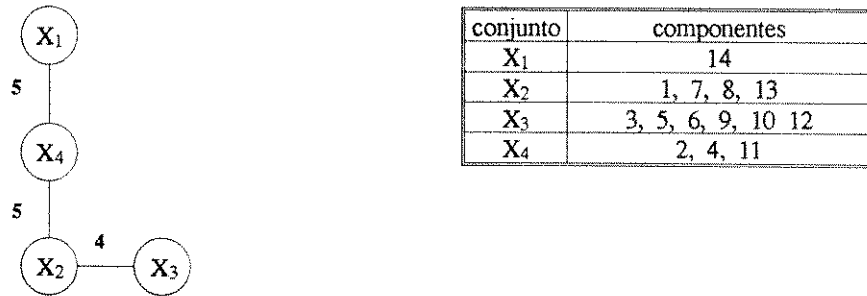 X₁
5
X₄
5
X₂
4
X₃
conjunto componentes
X₁ 14
X₂ 1, 7, 8, 13
X₃ 3, 5, 6, 9, 10 12
X₄ 2, 4, 11